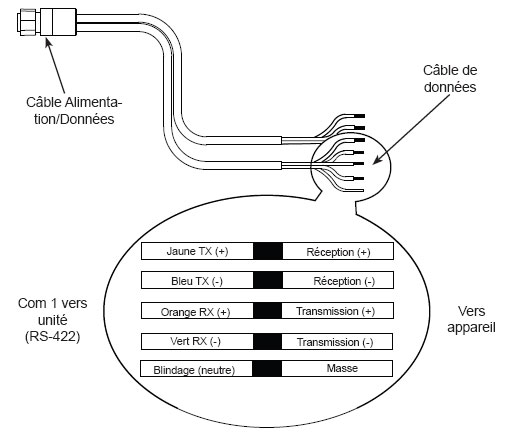 Câble Alimenta-
tion/Données
Câble de
données
Jaune TX (+) Réception (+)
Bleu TX (-) Réception (-)
Orange RX (+) Transmission (+)
Vert RX (-) Transmission (-)
Blindage (neutre) Masse
Com 1 vers
unité
(RS-422)
Vers
appareil